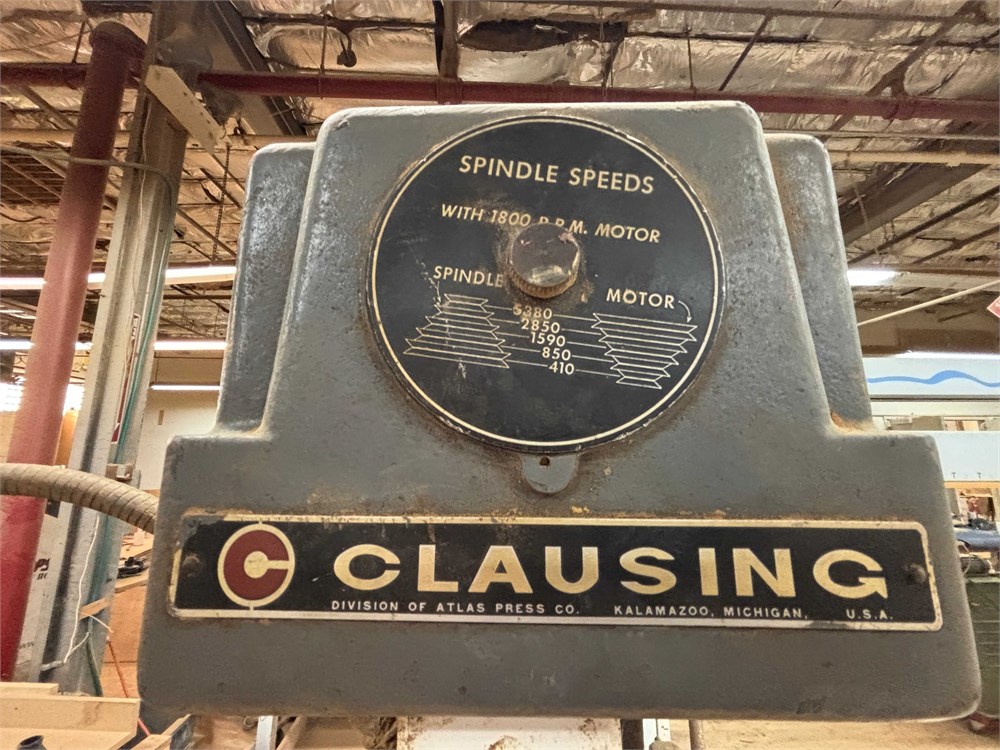 SPINDLE SPEEDS
WITH 1800 R.P.M. MOTOR
SPINDLE
MOTOR
5380
2850
1590
850
410
C CLAUSING
DIVISION OF ATLAS PRESS CO. KALAMAZOO, MICHIGAN, U.S.A.